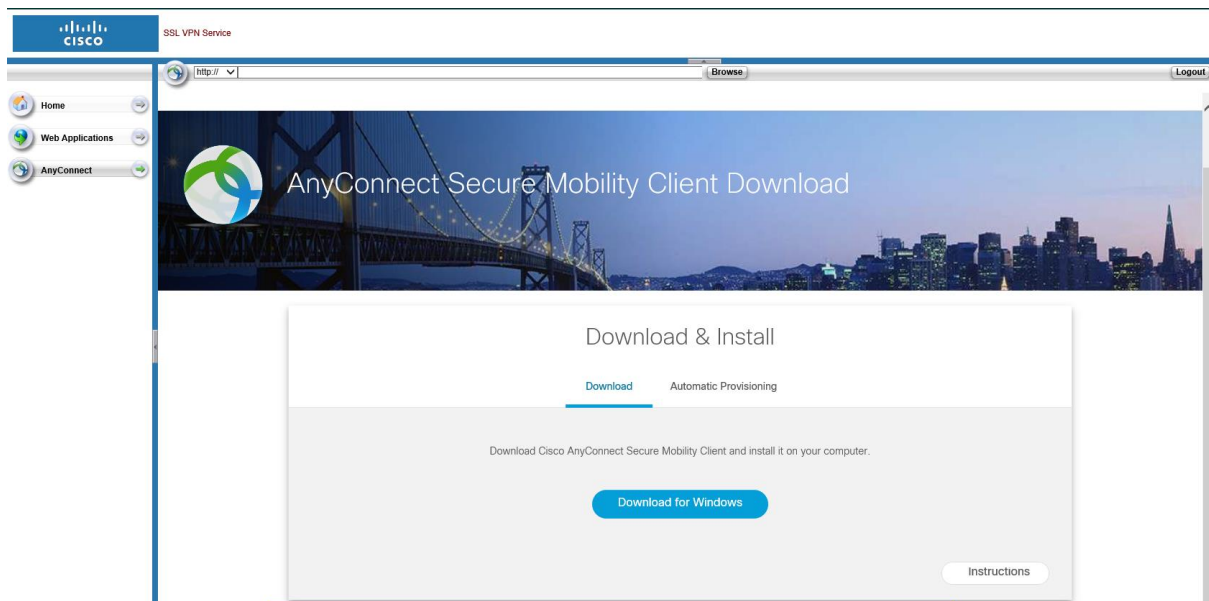 CISCO
SSL VPN Service
http://
Browse
Logout
Home
Web Applications
AnyConnect
AnyConnect Secure Mobility Client Download
Download & Install
Download Automatic Provisioning
Download Cisco AnyConnect Secure Mobility Client and install it on your computer.
Download for Windows
Instructions